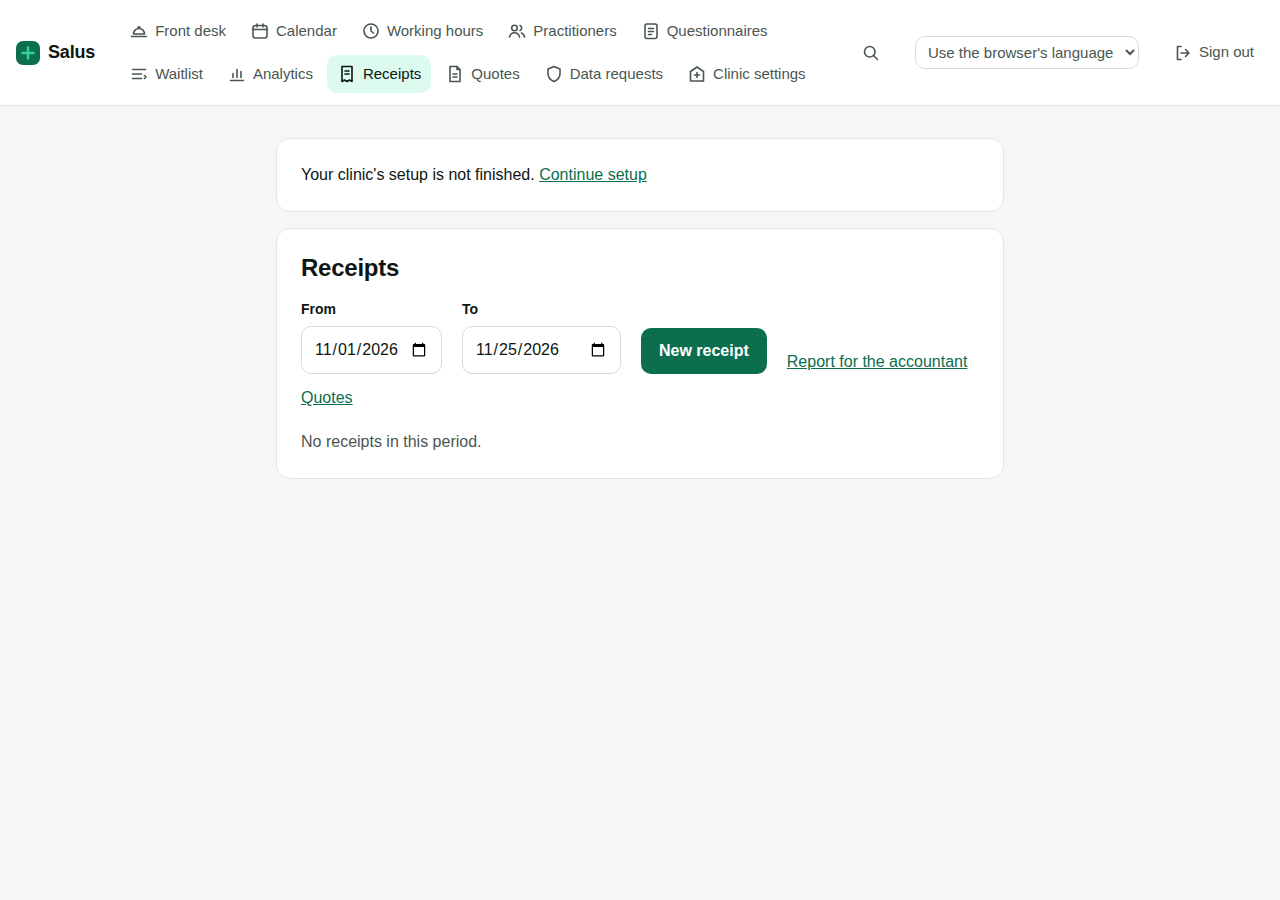 Salus
Front desk
Calendar
Working hours
Practitioners
Questionnaires
Waitlist
Analytics
Receipts
Quotes
Data requests
Clinic settings
Use the browser's language
Sign out
Your clinic's setup is not finished. Continue setup
Receipts
From
To
11/01/2026
11/25/2026
New receipt
Report for the accountant
Quotes
No receipts in this period.